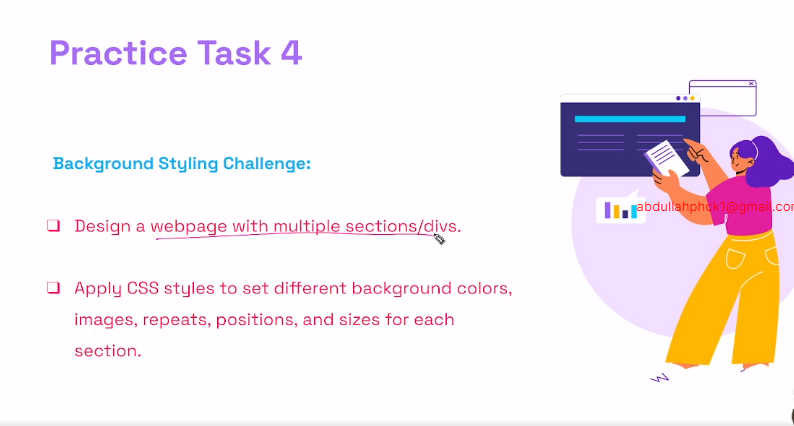 Practice Task 4
Background Styling Challenge:
Design a webpage with multiple sections/divs.
abdullahphck1@gmail.com
Apply CSS styles to set different background colors,
images, repeats, positions, and sizes for each
section.